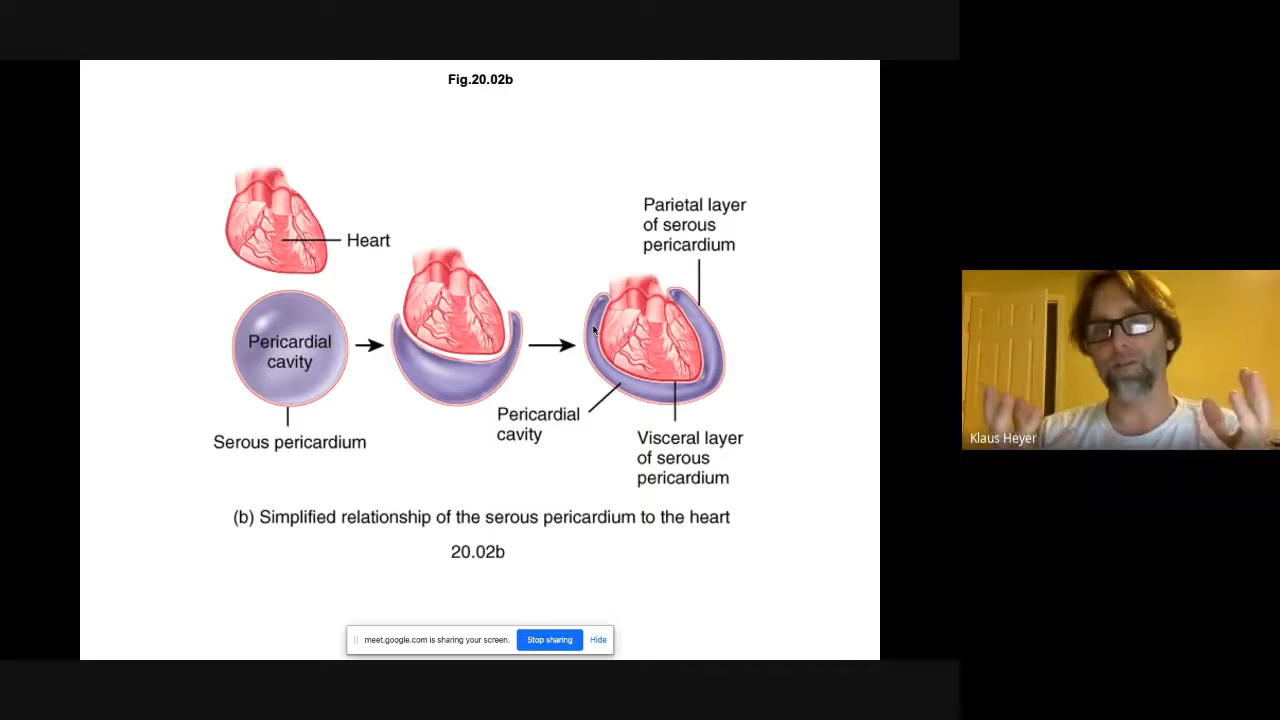 Fig.20.02b
Parietal layer
of serous
pericardium
Heart
Pericardial
cavity
Pericardial
cavity
Serous pericardium
Visceral layer
of serous
pericardium
(b) Simplified relationship of the serous pericardium to the heart
20.02b
meet.google.com is sharing your screen.
Stop sharing
Hide
Klaus Heyer